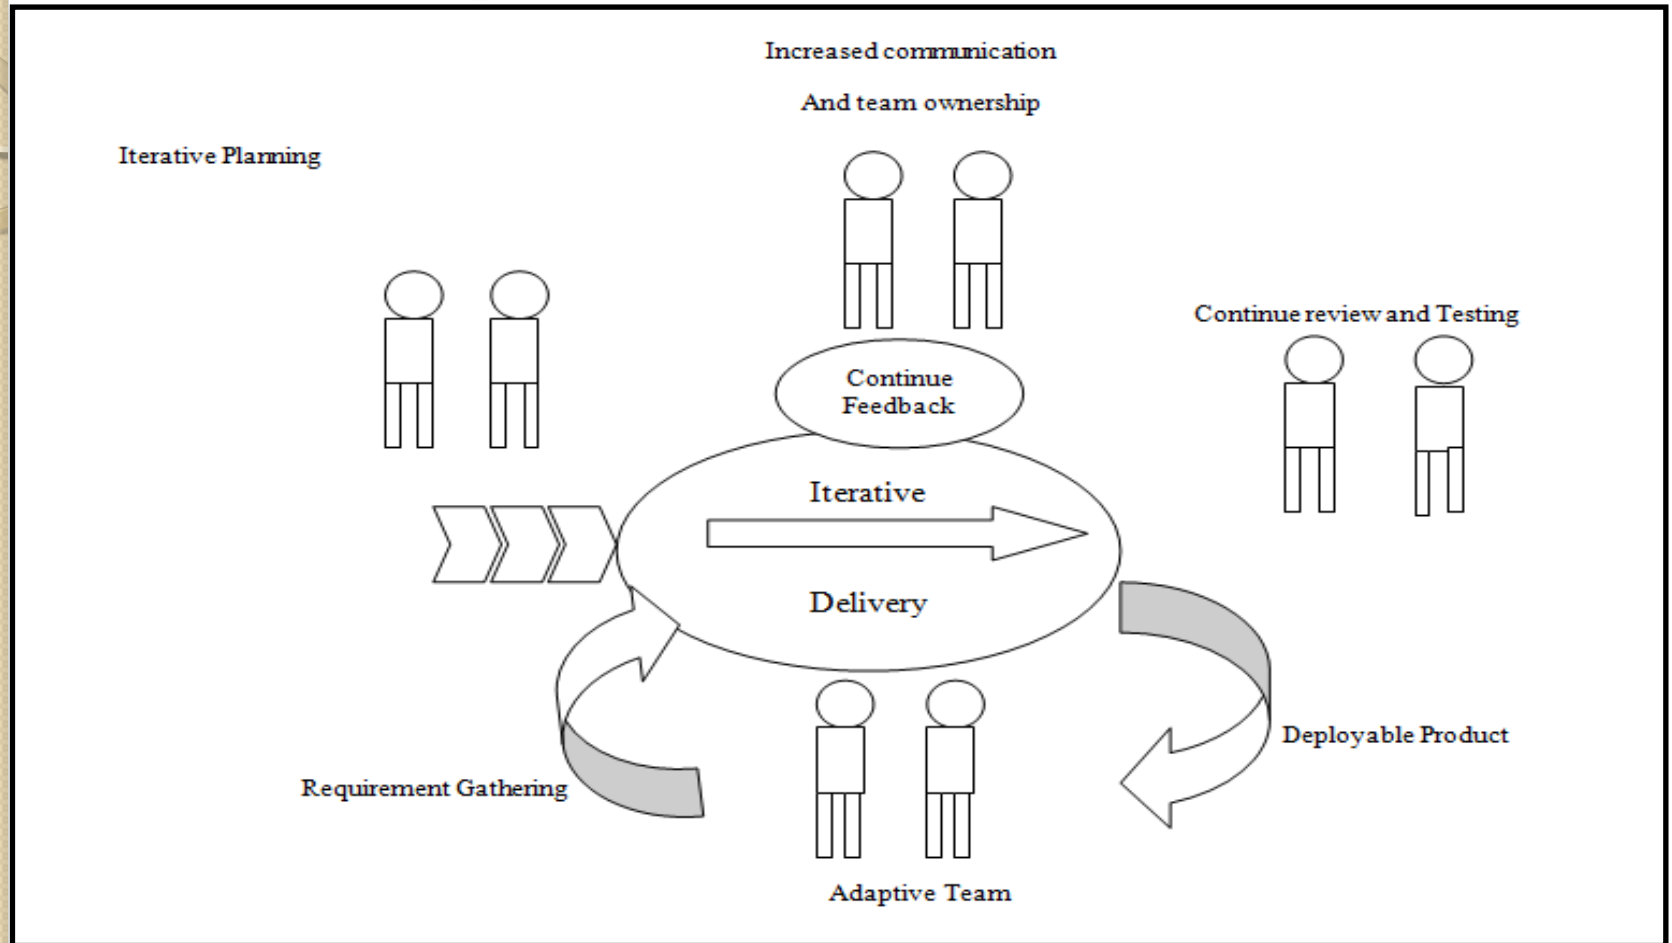 Increased communication
And team ownership
Iterative Planning
Continue review and Testing
Continue
Feedback
Iterative
Delivery
Deployable Product
Requirement Gathering
Adaptive Team